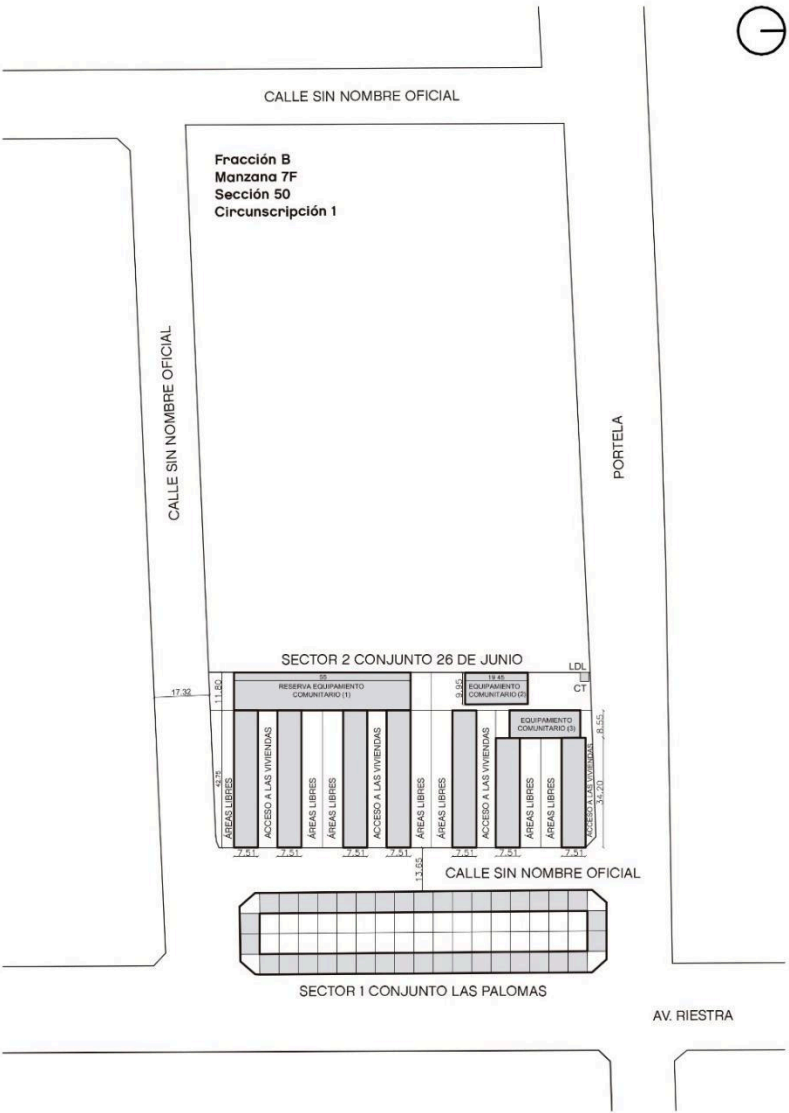 CALLE SIN NOMBRE OFICIAL
Fracción B
Manzana 7F
Sección 50
Circunscripción 1
CALLE SIN NOMBRE OFICIAL
PORTELA
SECTOR 2 CONJUNTO 26 DE JUNIO
LDL
CT
17.32
11.80
55
RESERVA EQUIPAMIENTO
COMUNITARIO (1)
9.95
19.45
EQUIPAMIENTO
COMUNITARIO (2)
EQUIPAMIENTO
COMUNITARIO (3)
8.55
42.75
ÁREAS LIBRES
ACCESO A LAS VIVIENDAS
ÁREAS LIBRES
ÁREAS LIBRES
ACCESO A LAS VIVIENDAS
ÁREAS LIBRES
ÁREAS LIBRES
ACCESO A LAS VIVIENDAS
ÁREAS LIBRES
ÁREAS LIBRES
ACCESO A LAS VIVIENDAS
34.20
7.51
7.51
7.51
7.51
7.51
7.51
7.51
13.65
CALLE SIN NOMBRE OFICIAL
SECTOR 1 CONJUNTO LAS PALOMAS
AV. RIESTRA